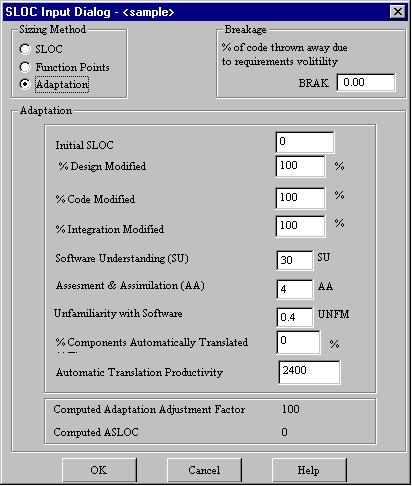 SLOC Input Dialog - <sample>
Sizing Method
SLOC
Function Points
Adaptation
Breakage
% of code thrown away due
to requirements volitility
BRAK 0.00
Adaptation
Initial SLOC 0
% Design Modified 100 %
% Code Modified 100 %
% Integration Modified 100 %
Software Understanding (SU) 30 SU
Assesment & Assimilation (AA) 4 AA
Unfamiliarity with Software 0.4 UNFM
% Components Automatically Translated 0 %
Automatic Translation Productivity 2400
Computed Adaptation Adjustment Factor 100
Computed ASLOC 0
OK Cancel Help